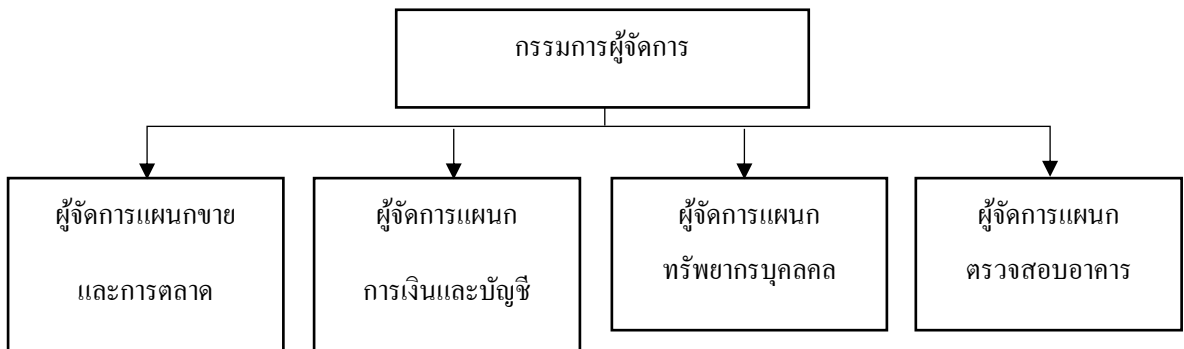 กรรมการผู้จัดการ
ผู้จัดการแผนกขาย
และการตลาด
ผู้จัดการแผนก
การเงินและบัญชี
ผู้จัดการแผนก
ทรัพยากรบุคลคล
ผู้จัดการแผนก
ตรวจสอบอาคาร